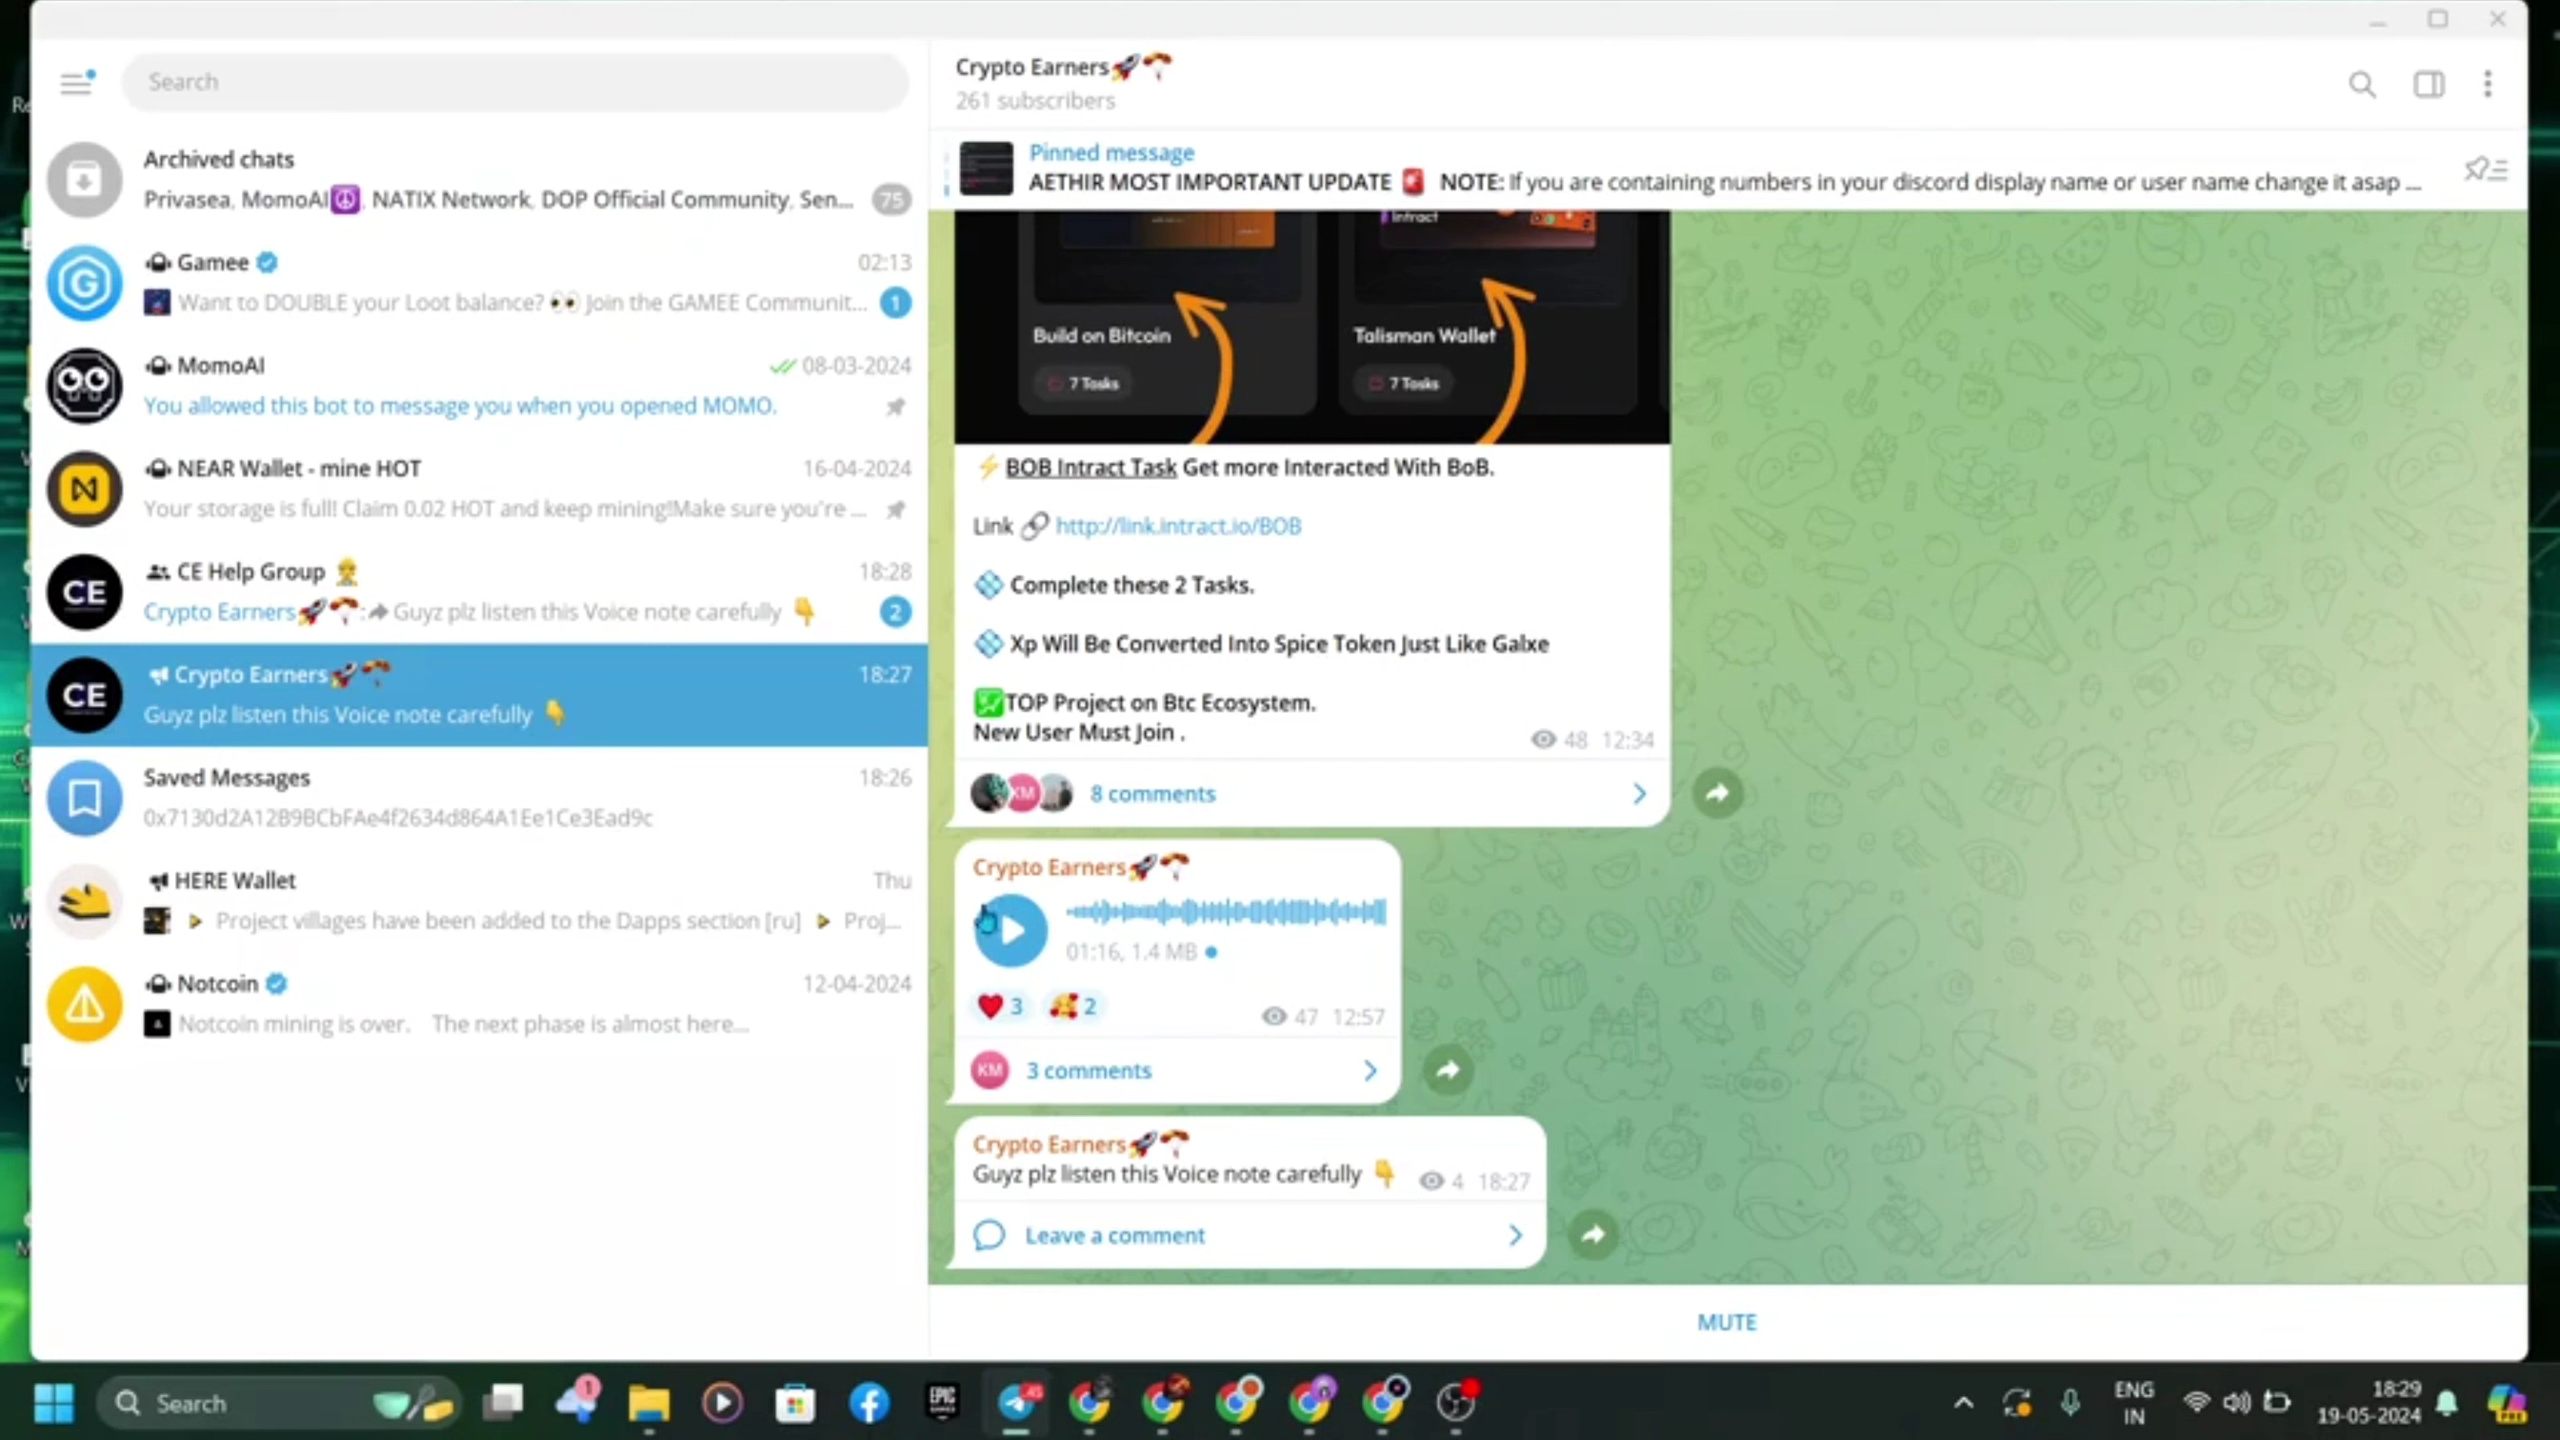 Search
Archived chats
Privasea, MomoAI☮️, NATIX Network, DOP Official Community, Sen...
75
Gamee
02:13
Want to DOUBLE your Loot balance? 👀 Join the GAMEE Communit...
1
MomoAI
08-03-2024
You allowed this bot to message you when you opened MOMO.
NEAR Wallet - mine HOT
16-04-2024
Your storage is full! Claim 0.02 HOT and keep mining!Make sure you're ...
CE
CE Help Group
18:28
Crypto Earners🚀🪂: Guyz plz listen this Voice note carefully 👇
2
CE
Crypto Earners🚀🪂
18:27
Guyz plz listen this Voice note carefully 👇
Saved Messages
18:26
0x7130d2A12B9BCbFAe4f2634d864A1Ee1Ce3Ead9c
HERE Wallet
Thu
Project villages have been added to the Dapps section [ru] ▸ Proj...
Notcoin
12-04-2024
Notcoin mining is over. The next phase is almost here...
Crypto Earners🚀🪂
261 subscribers
Pinned message
AETHIR MOST IMPORTANT UPDATE 🚨 NOTE: If you are containing numbers in your discord display name or user name change it asap ...
Intract
Build on Bitcoin
7 Tasks
Talisman Wallet
7 Tasks
⚡BOB Intract Task Get more Interacted With BoB.
Link 🔗 http://link.intract.io/BOB
💠 Complete these 2 Tasks.
💠 Xp Will Be Converted Into Spice Token Just Like Galxe
💹TOP Project on Btc Ecosystem.
New User Must Join .
48 12:34
KM
8 comments
Crypto Earners🚀🪂
01:16, 1.4 MB
❤️ 3 🥰 2
47 12:57
KM
3 comments
Crypto Earners🚀🪂
Guyz plz listen this Voice note carefully 👇
4 18:27
Leave a comment
MUTE
Search
1
EPIC
ENG
IN
18:29
19-05-2024